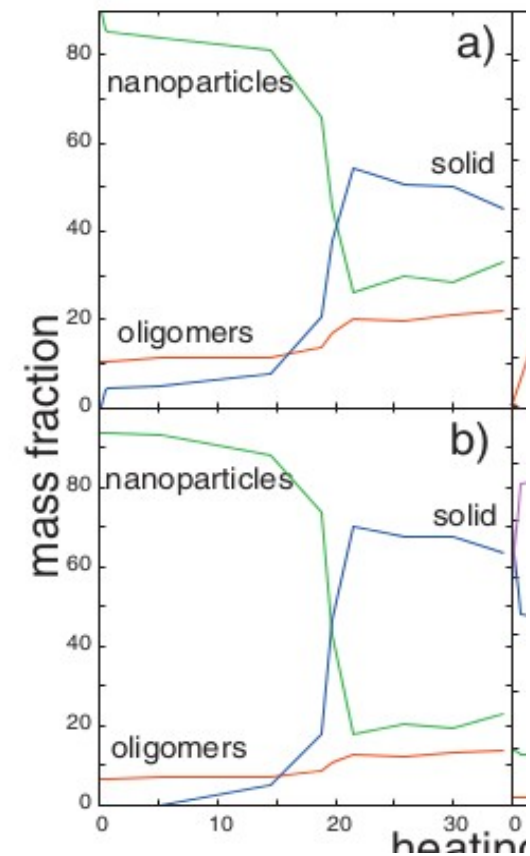 a)
80
nanoparticles
60
solid
40
20
oligomers
0
mass fraction
b)
nanoparticles
80
solid
60
40
20
oligomers
0
0 10 20 30 0
heating